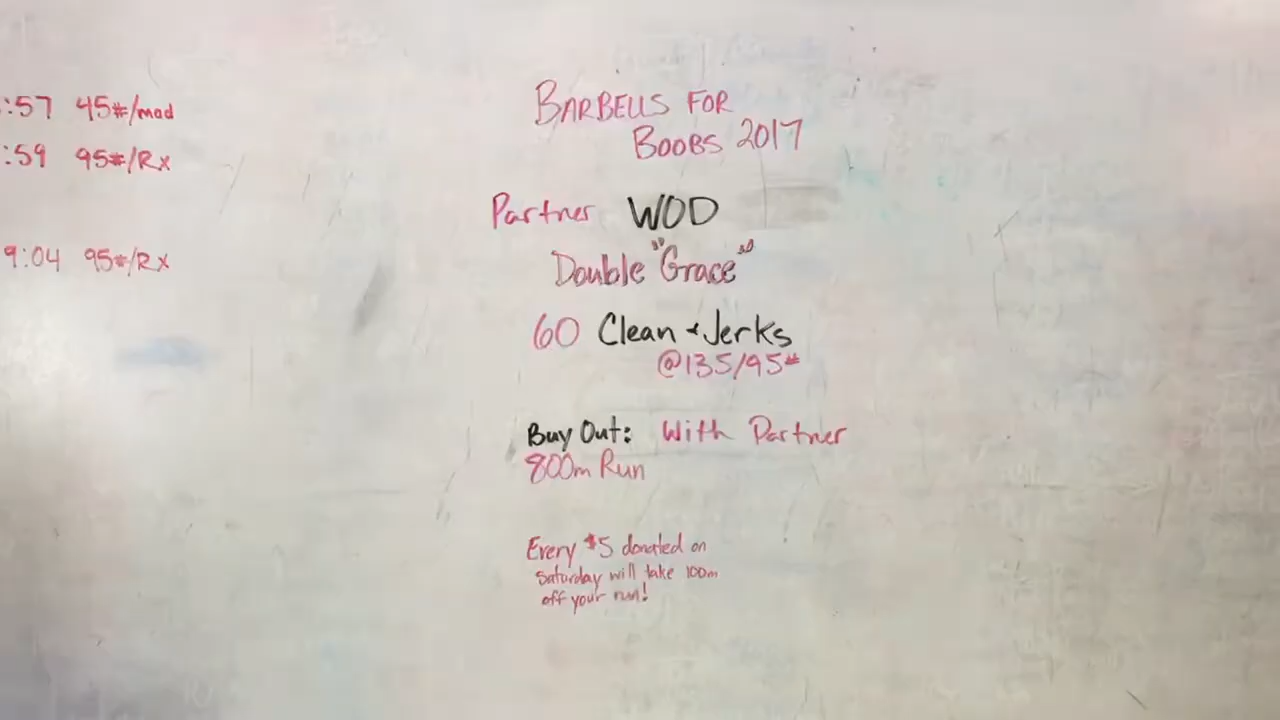 :57 45#/mod
:59 95#/Rx
9:04 95#/Rx
BARBELLS FOR
BOOBS 2017
Partner WOD
Double "Grace"
60 Clean + Jerks
@135/95#
Buy Out: With Partner
800m Run
Every $5 donated on
Saturday will take 100m
off your run!